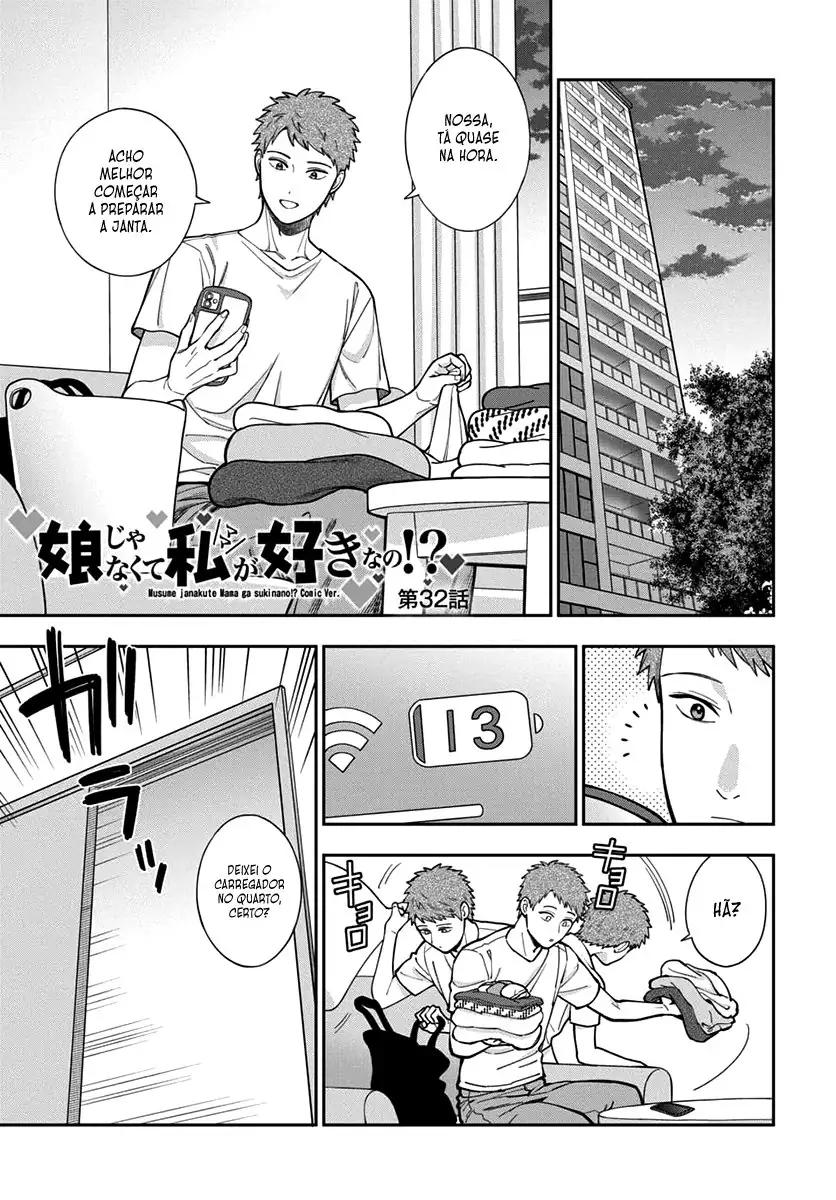 NOSSA,
TÀ QUASE
NA HORA.
ACHO
MELHOR
COMEÇAR
A PREPARAR
A JANTA.
娘じゃなくて私が好きなの!?
ママ
Musume janakute Mama ga sukinano!? Comic Ver.
第32話
13
HÃ?
キョロ
キョロ
DEIXEI O
CARREGADOR
NO QUARTO,
CERTO?
ガラ